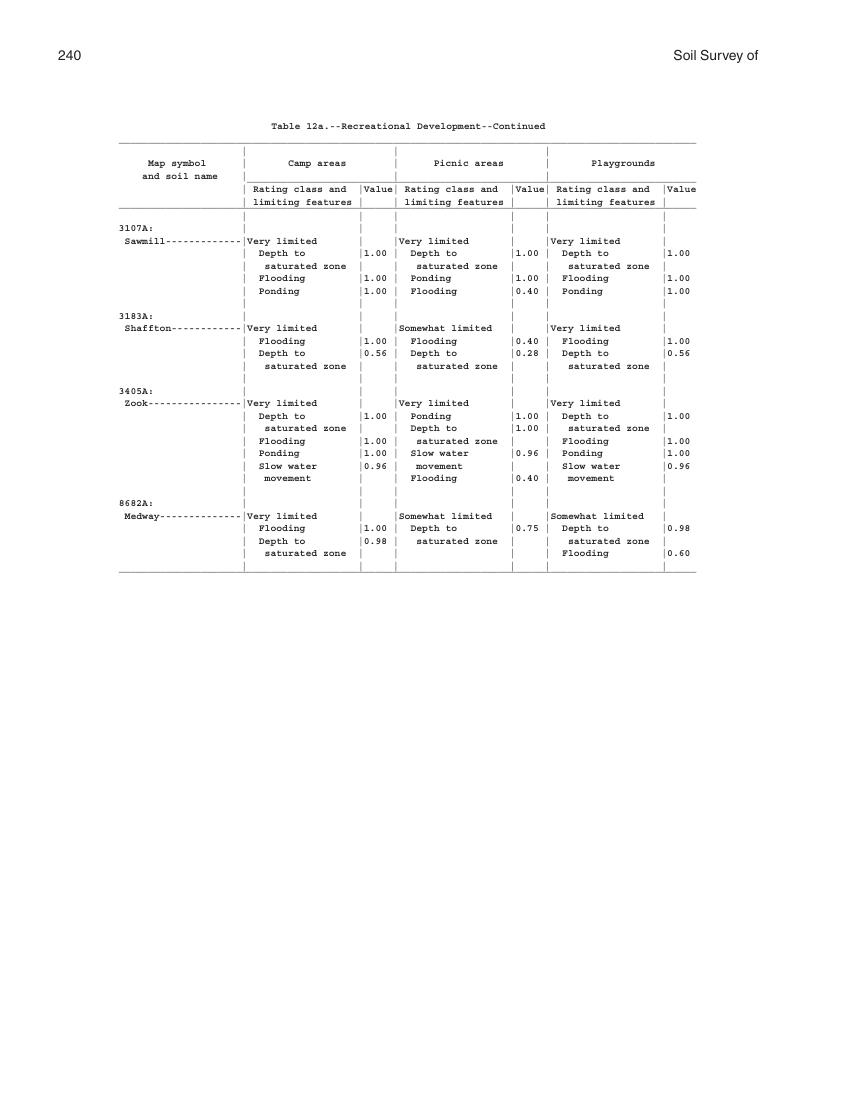 240
Soil Survey of
Table 12a.--Recreational Development--Continued
Map symbol | Camp areas | Picnic areas | Playgrounds
and soil name
Rating class and |Value| Rating class and |Value| Rating class and |Value
limiting features | | limiting features | | limiting features |
3107A:
Sawmill-------------|Very limited | |Very limited | |Very limited |
Depth to |1.00 | Depth to |1.00 | Depth to |1.00
saturated zone | | saturated zone | | saturated zone |
Flooding |1.00 | Ponding |1.00 | Flooding |1.00
Ponding |1.00 | Flooding |0.40 | Ponding |1.00
3183A:
Shaffton------------|Very limited | |Somewhat limited | |Very limited |
Flooding |1.00 | Flooding |0.40 | Flooding |1.00
Depth to |0.56 | Depth to |0.28 | Depth to |0.56
saturated zone | | saturated zone | | saturated zone |
3405A:
Zook----------------|Very limited | |Very limited | |Very limited |
Depth to |1.00 | Ponding |1.00 | Depth to |1.00
saturated zone | | Depth to |1.00 | saturated zone |
Flooding |1.00 | saturated zone | | Flooding |1.00
Ponding |1.00 | Slow water |0.96 | Ponding |1.00
Slow water |0.96 | movement | | Slow water |0.96
movement | | Flooding |0.40 | movement |
8682A:
Medway--------------|Very limited | |Somewhat limited | |Somewhat limited |
Flooding |1.00 | Depth to |0.75 | Depth to |0.98
Depth to |0.98 | saturated zone | | saturated zone |
saturated zone | | | | Flooding |0.60